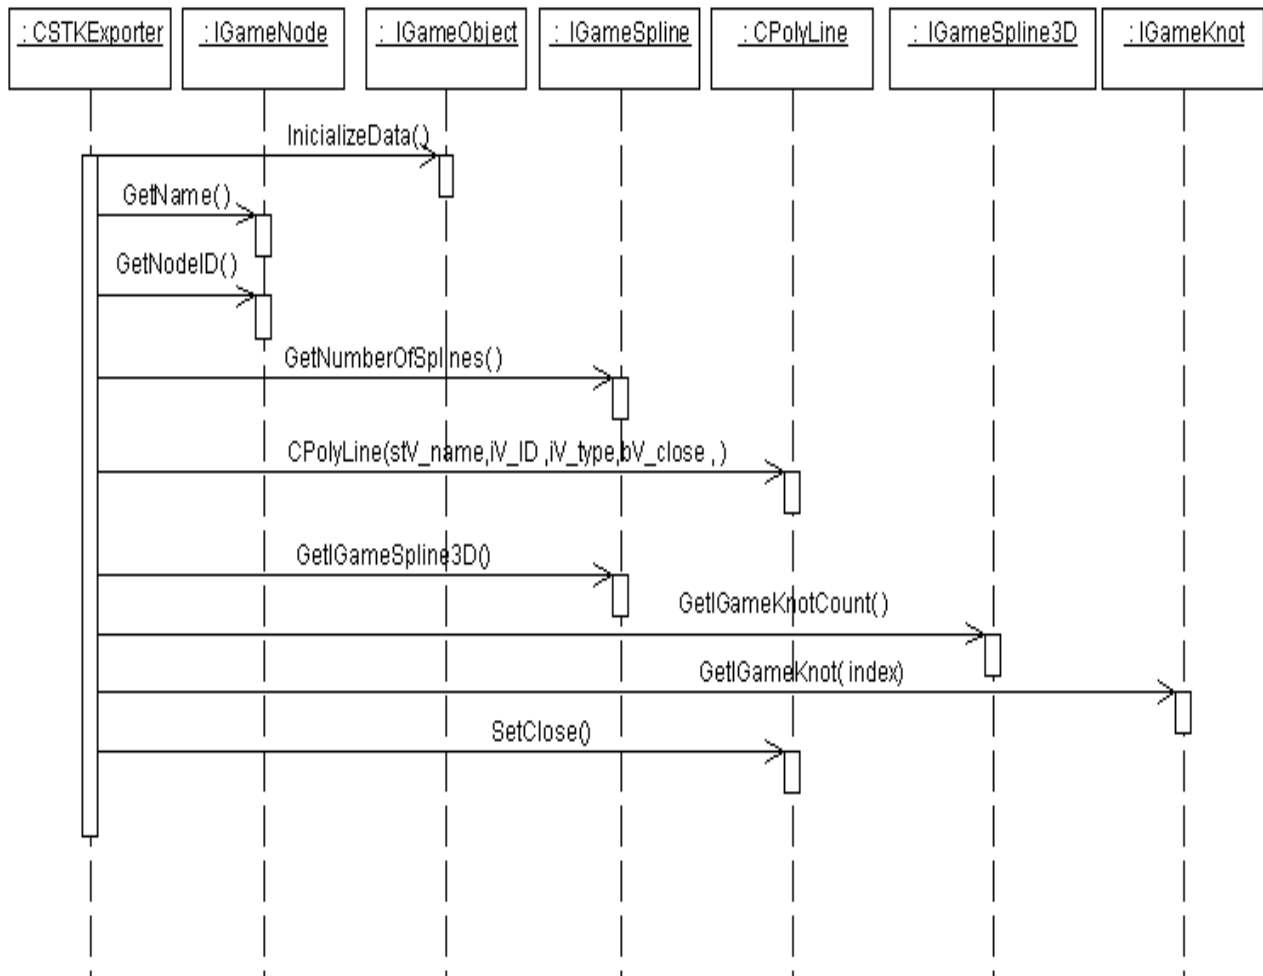 : CSTKExporter
: IGameNode
: IGameObject
: IGameSpline
: CPolyLine
: IGameSpline3D
: IGameKnot
InicializeData()
GetName()
GetNodeID()
GetNumberOfSplines()
CPolyLine(stV_name,iV_ID ,iV_type,bV_close , )
GetIGameSpline3D()
GetIGameKnotCount()
GetIGameKnot( index)
SetClose()